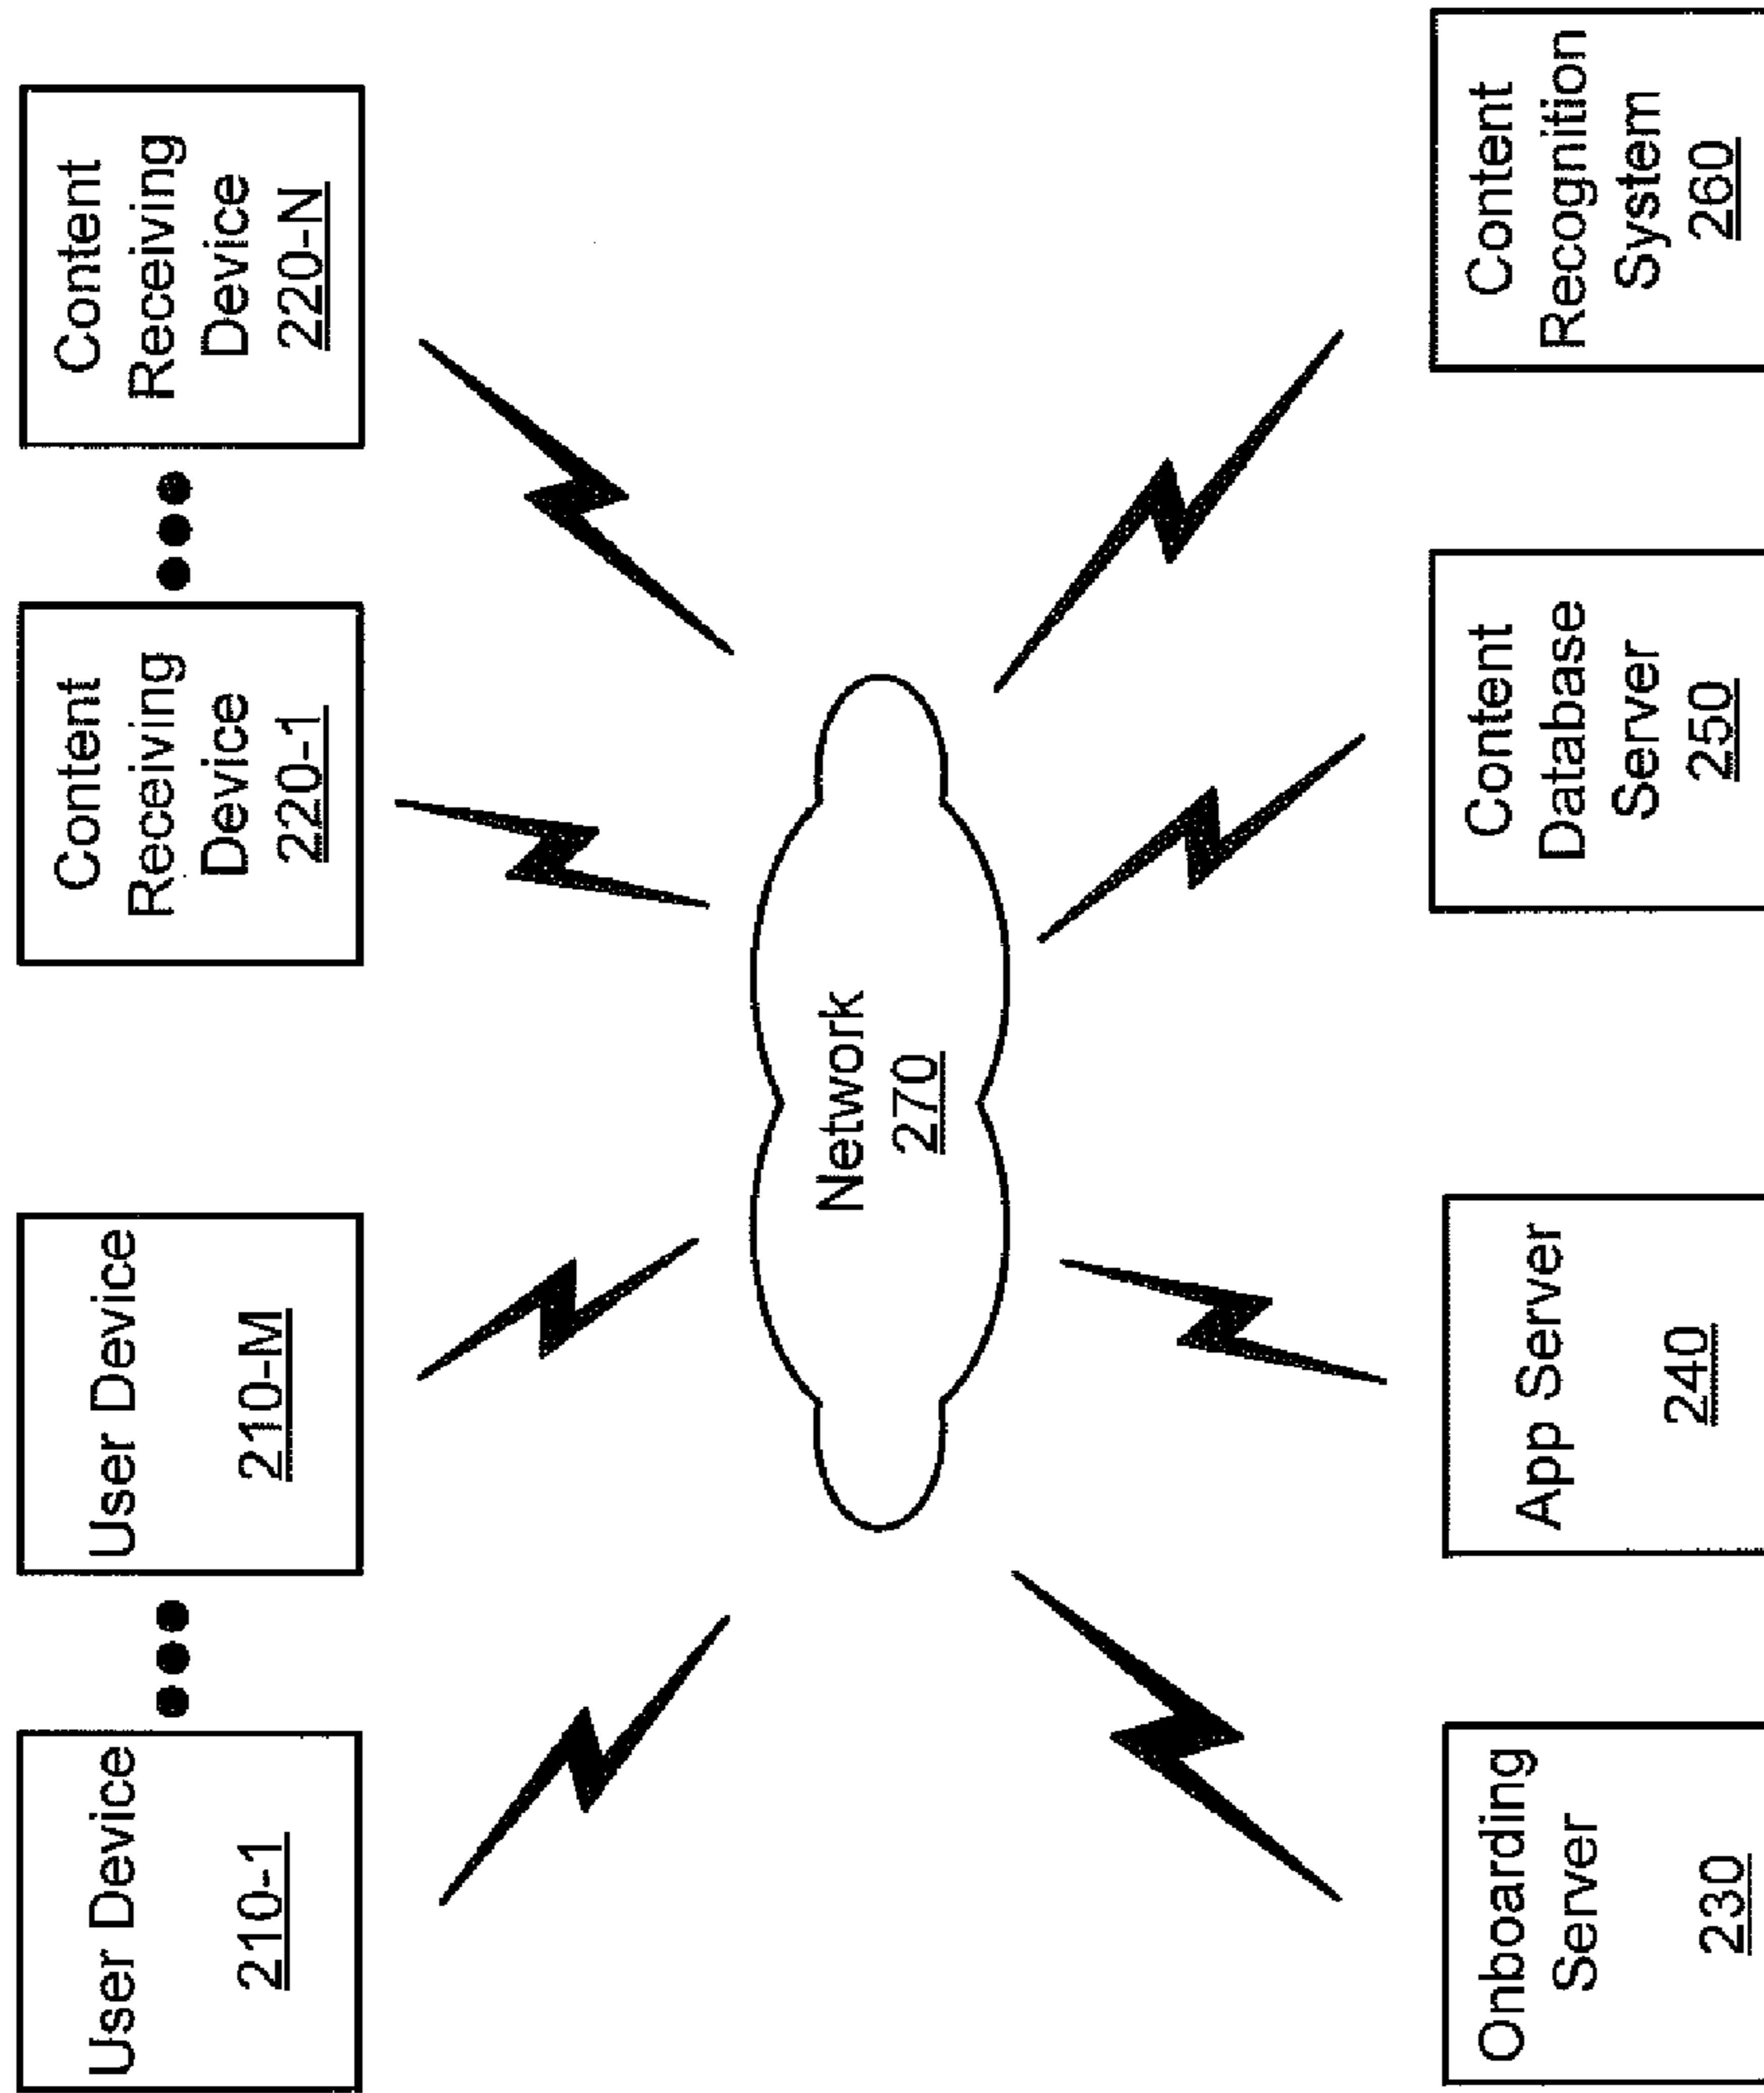 User Device
210-1
User Device
210-M
Content
Receiving
Device
220-1
Content
Receiving
Device
220-N
Network
270
Onboarding
Server
230
App Server
240
Content
Database
Server
250
Content
Recognition
System
260